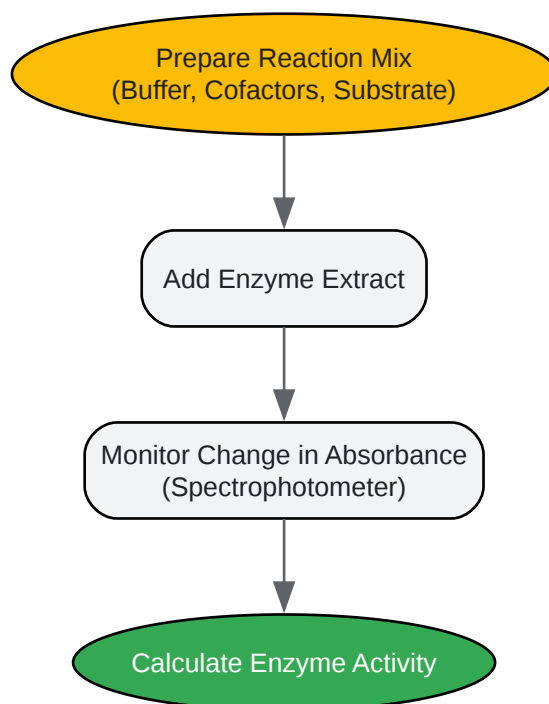 Prepare Reaction Mix
(Buffer, Cofactors, Substrate)
Add Enzyme Extract
Monitor Change in Absorbance
(Spectrophotometer)
Calculate Enzyme Activity